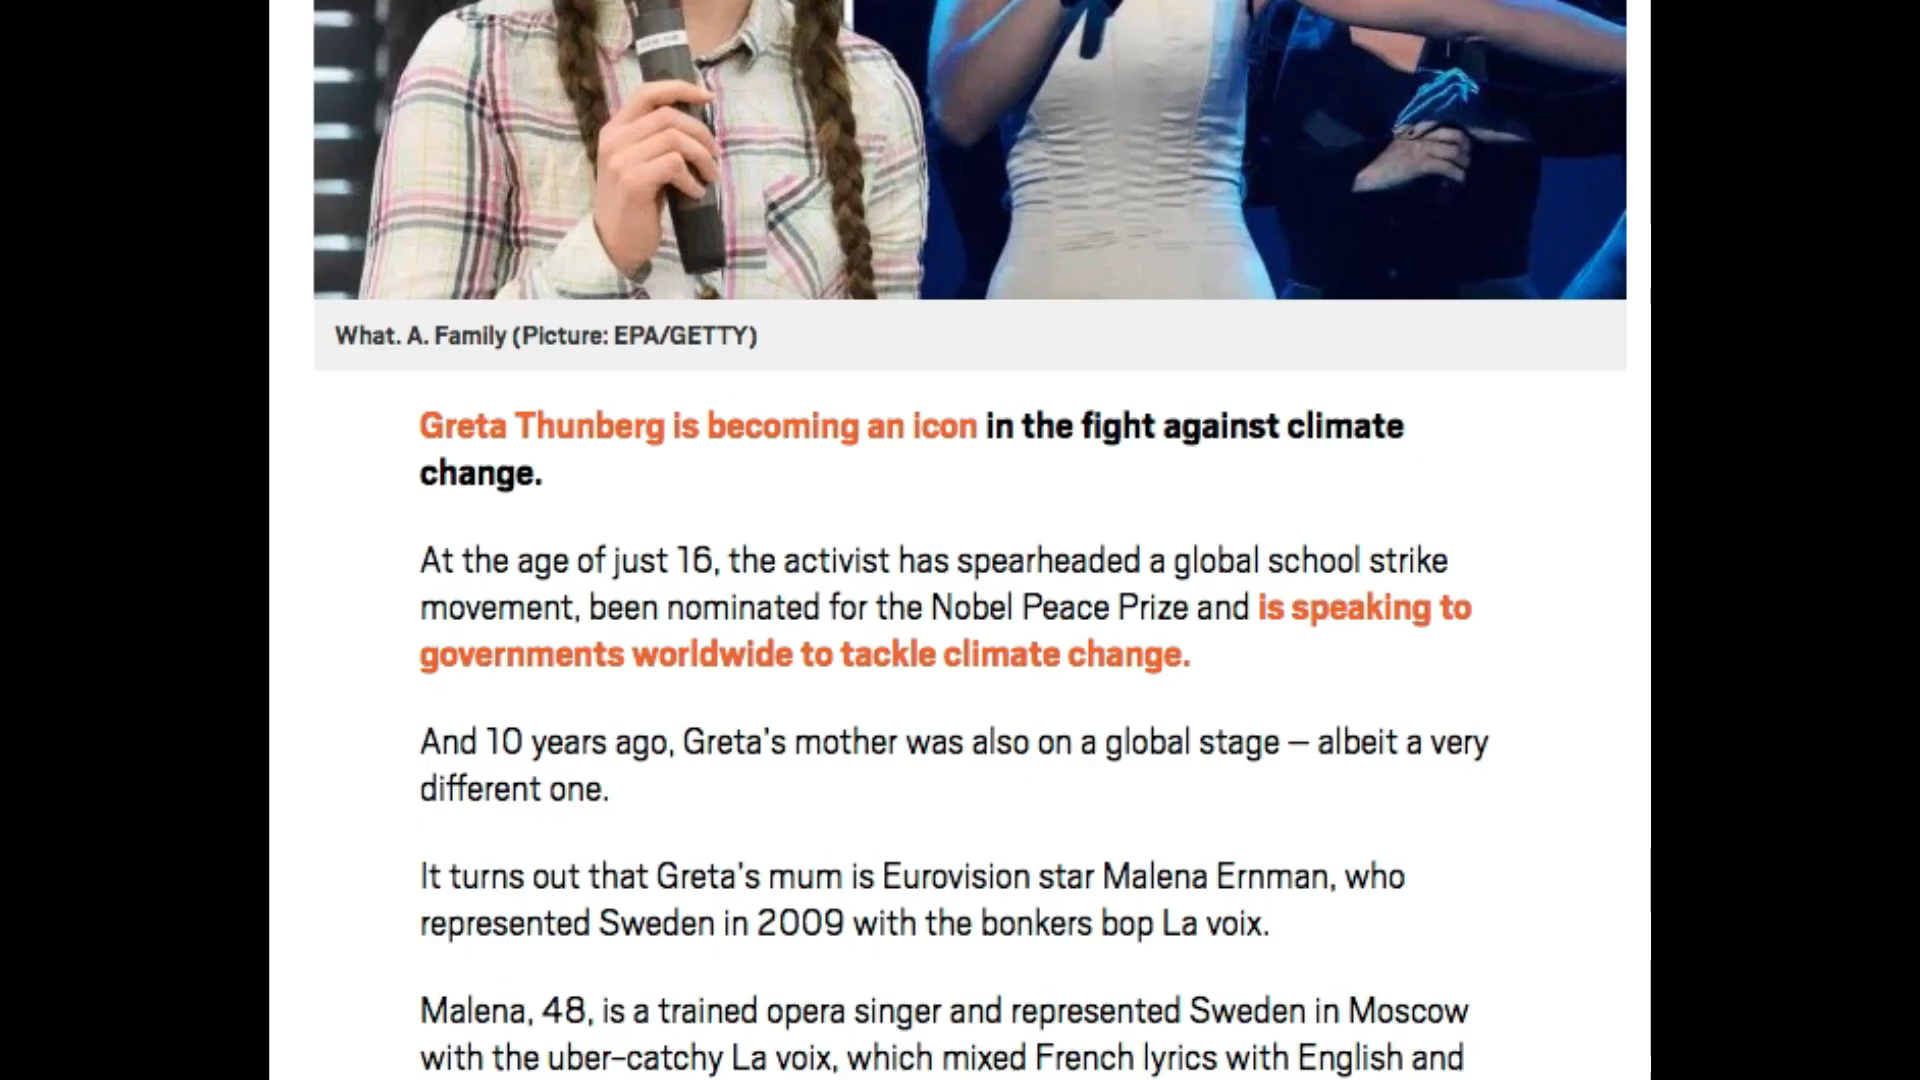 What. A. Family (Picture: EPA/GETTY)
Greta Thunberg is becoming an icon in the fight against climate
change.
At the age of just 16, the activist has spearheaded a global school strike
movement, been nominated for the Nobel Peace Prize and is speaking to
governments worldwide to tackle climate change.
And 10 years ago, Greta's mother was also on a global stage – albeit a very
different one.
It turns out that Greta's mum is Eurovision star Malena Ernman, who
represented Sweden in 2009 with the bonkers bop La voix.
Malena, 48, is a trained opera singer and represented Sweden in Moscow
with the uber-catchy La voix, which mixed French lyrics with English and